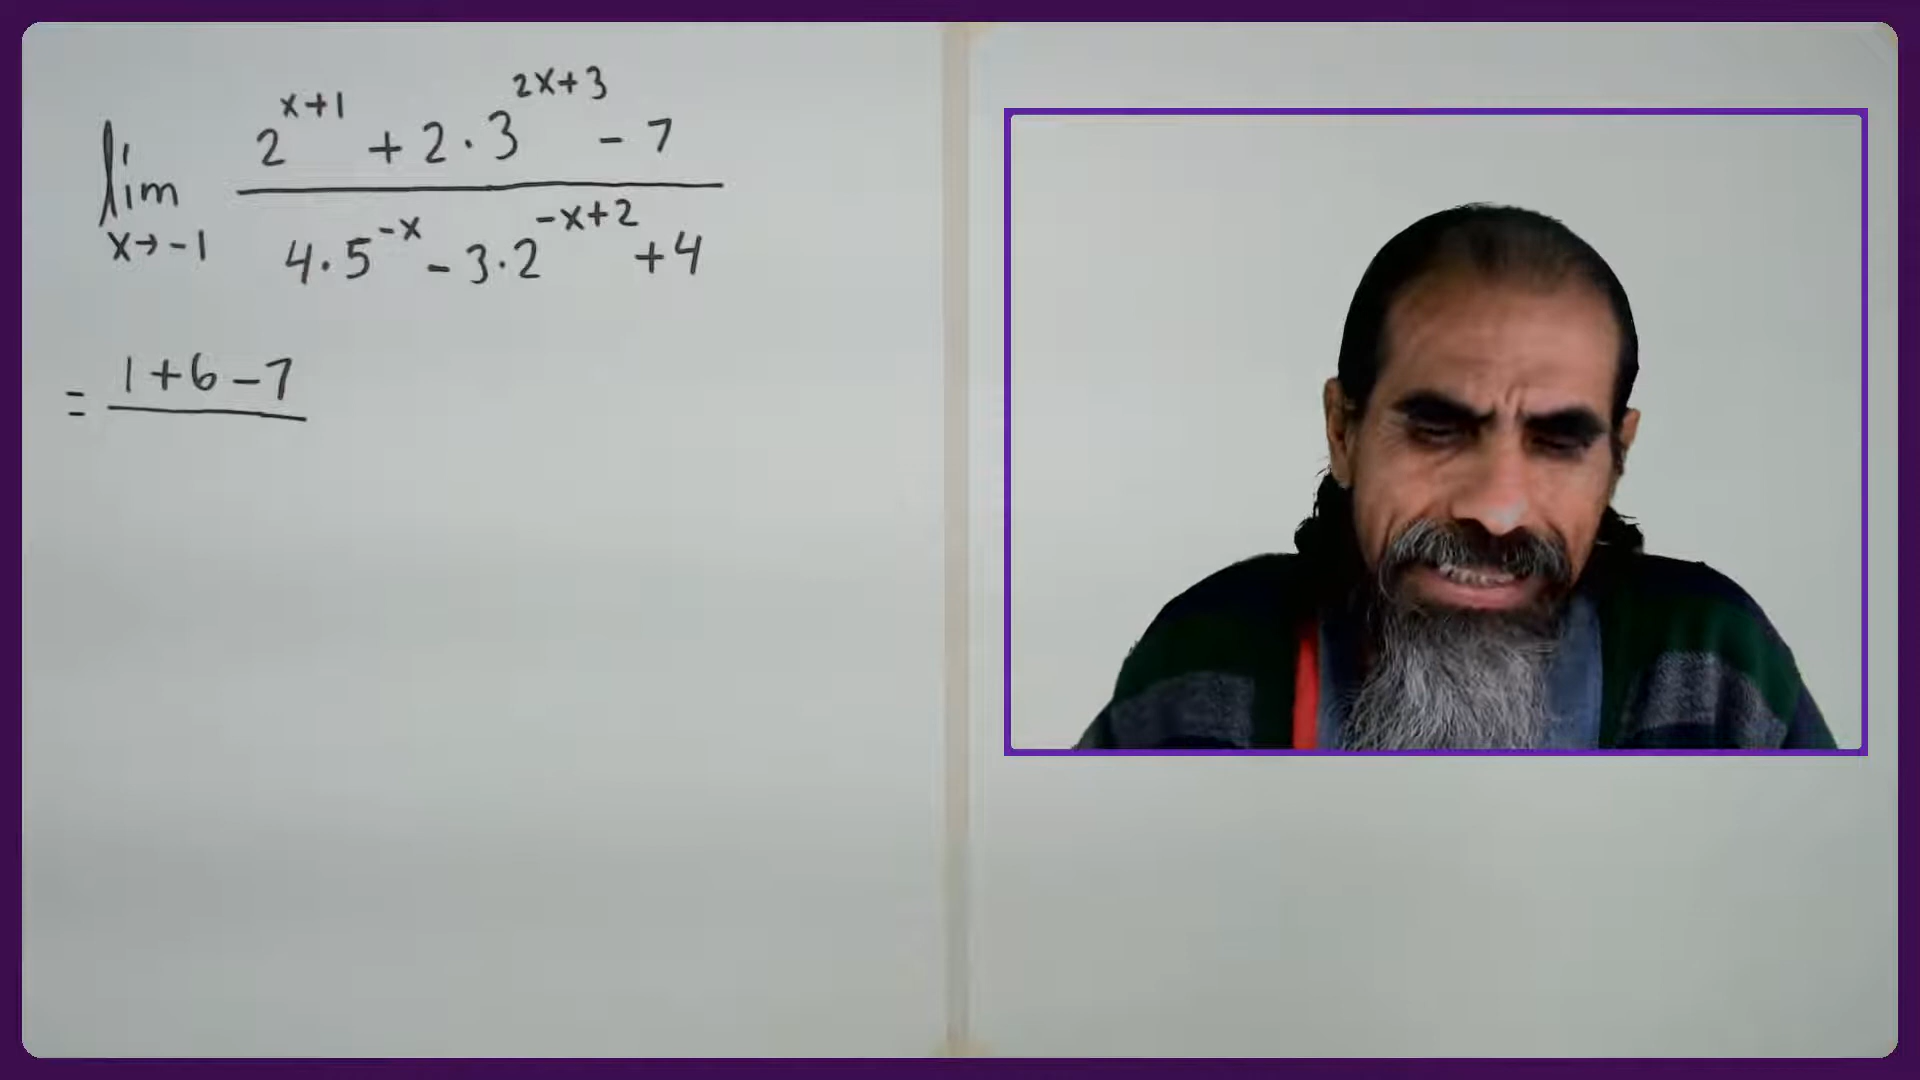 lim x→-1 (2^(x+1) + 2·3^(2x+3) - 7) / (4·5^(-x) - 3·2^(-x+2) + 4)
= (1+6-7) /